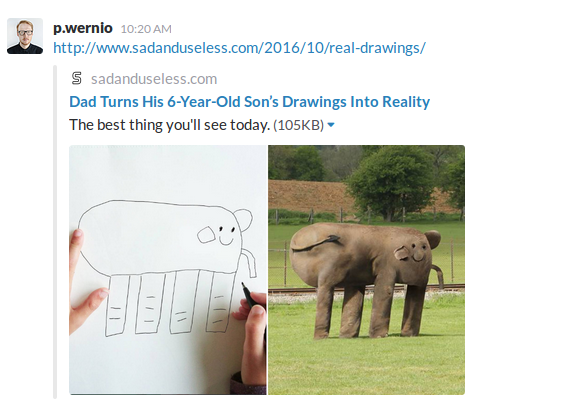 p.wernio 10:20 AM
http://www.sadanduseless.com/2016/10/real-drawings/
sadanduseless.com
Dad Turns His 6-Year-Old Son’s Drawings Into Reality
The best thing you'll see today. (105KB)